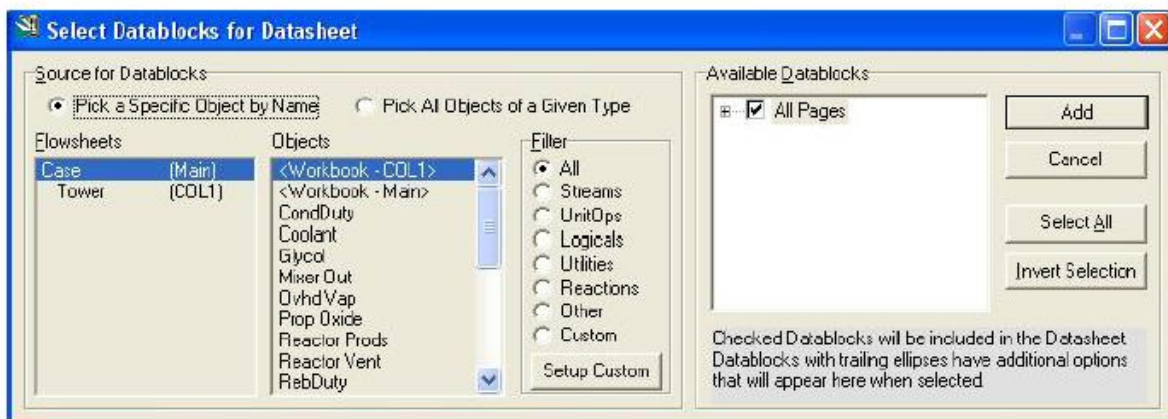 Select Datablocks for Datasheet
Source for Datablocks
Pick a Specific Object by Name
Pick All Objects of a Given Type
Flowsheets
Case (Main)
Tower (COL1)
Objects
<Workbook - COL1>
<Workbook - Main>
CondDuty
Coolant
Glycol
Mixer Out
Ovhd Vap
Prop Oxide
Reactor Prods
Reactor Vent
RebDuty
Filter
All
Streams
UnitOps
Logicals
Utilities
Reactions
Other
Custom
Setup Custom
Available Datablocks
All Pages
Add
Cancel
Select All
Invert Selection
Checked Datablocks will be included in the Datasheet
Datablocks with trailing ellipses have additional options
that will appear here when selected